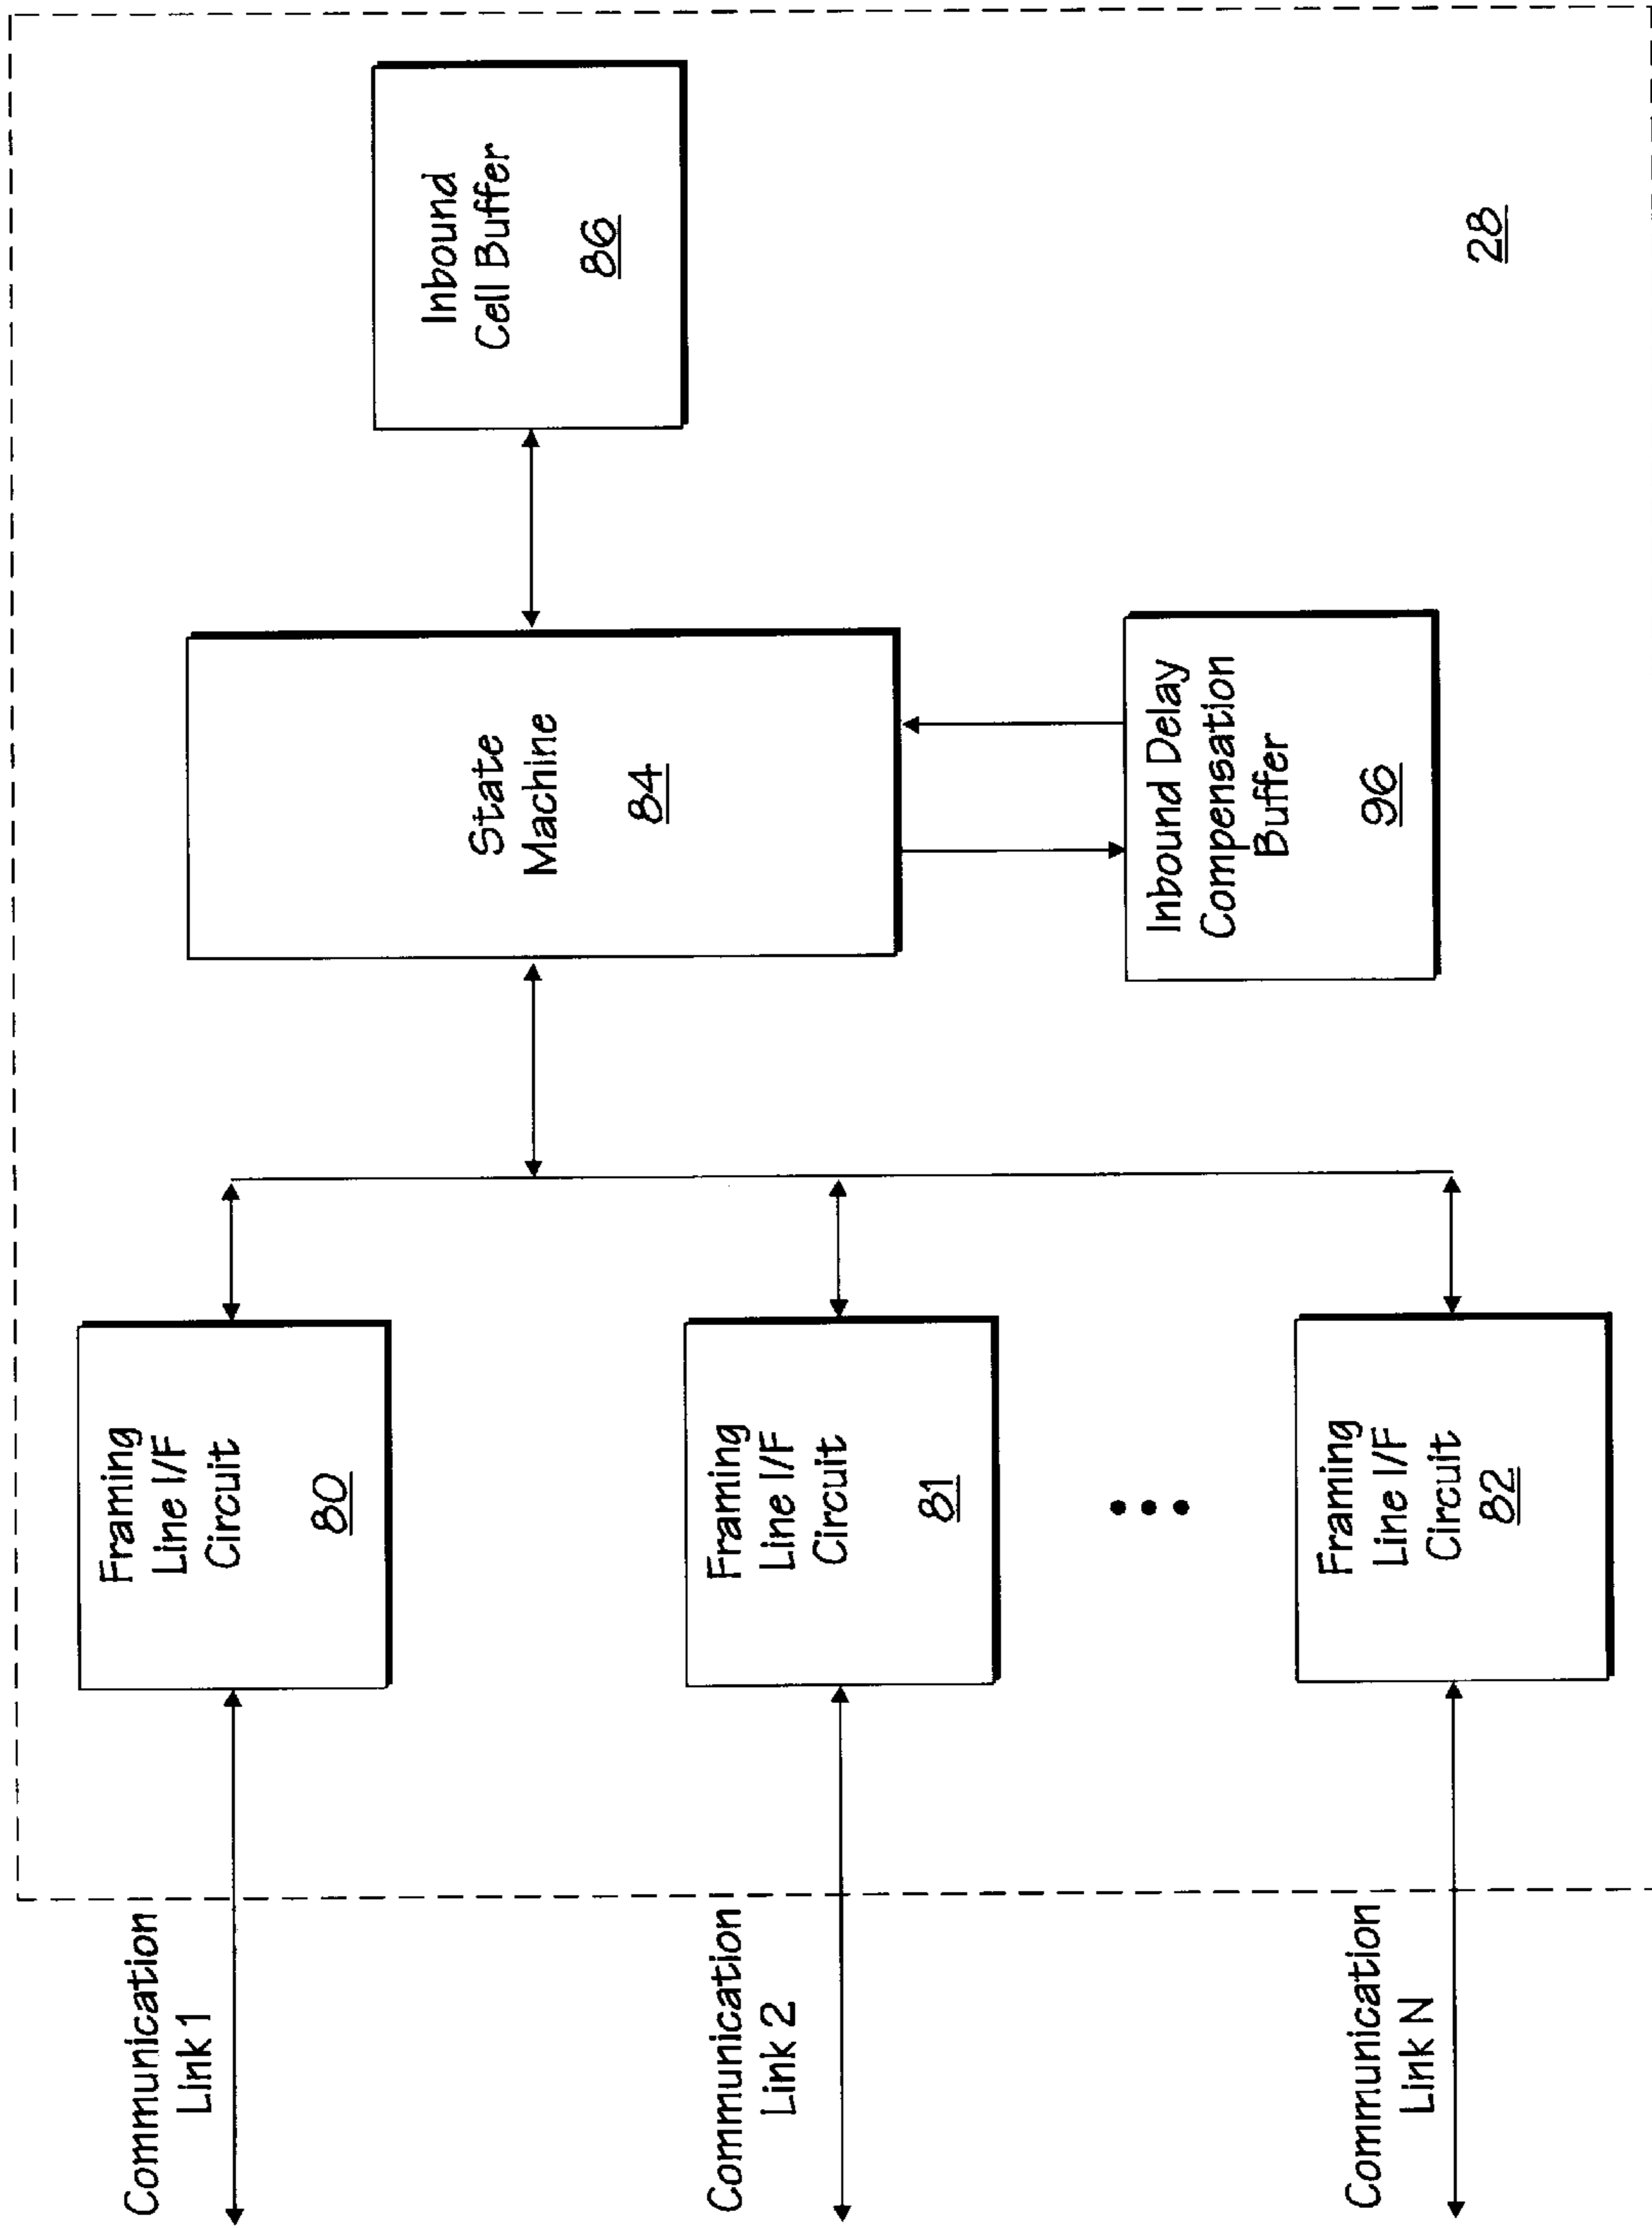 Communication
Link 1
Framing
Line I/F
Circuit
80
Communication
Link 2
Framing
Line I/F
Circuit
81
Communication
Link N
Framing
Line I/F
Circuit
82
State
Machine
84
Inbound Delay
Compensation
Buffer
96
Inbound
Cell Buffer
86
28